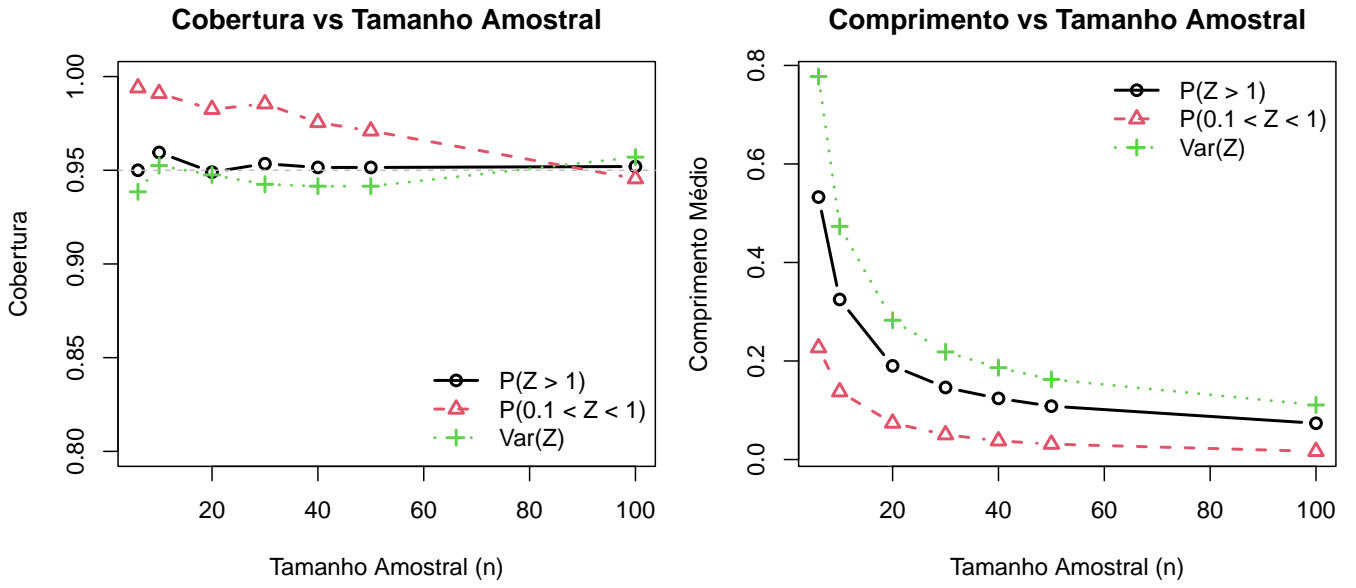 Cobertura vs Tamanho Amostral
Cobertura
1.00
0.95
0.90
0.85
0.80
P(Z > 1)
P(0.1 < Z < 1)
Var(Z)
20 40 60 80 100
Tamanho Amostral (n)
Comprimento vs Tamanho Amostral
Comprimento Médio
0.8
0.6
0.4
0.2
0.0
P(Z > 1)
P(0.1 < Z < 1)
Var(Z)
20 40 60 80 100
Tamanho Amostral (n)